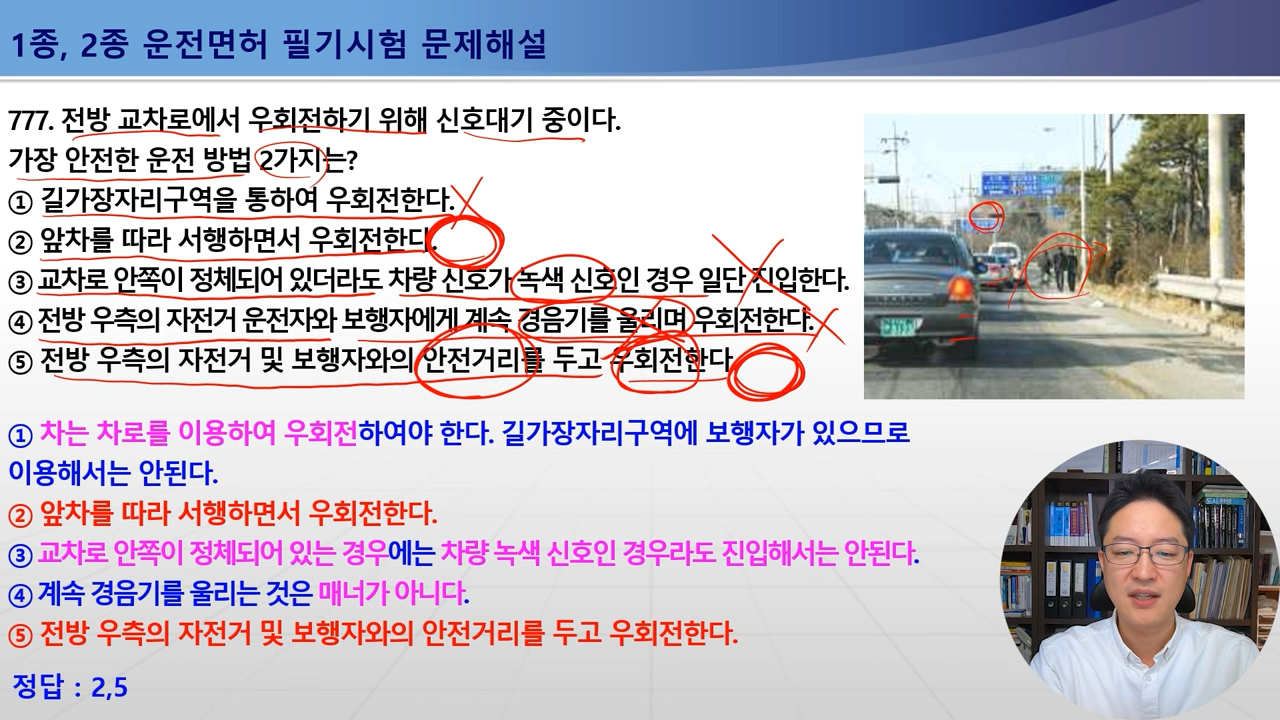 1종, 2종 운전면허 필기시험 문제해설
777. 전방 교차로에서 우회전하기 위해 신호대기 중이다.
가장 안전한 운전 방법 2가지는?
① 길가장자리구역을 통하여 우회전한다.
② 앞차를 따라 서행하면서 우회전한다.
③ 교차로 안쪽이 정체되어 있더라도 차량 신호가 녹색 신호인 경우 일단 진입한다.
④ 전방 우측의 자전거 운전자와 보행자에게 계속 경음기를 울리며 우회전한다.
⑤ 전방 우측의 자전거 및 보행자와의 안전거리를 두고 우회전한다
① 차는 차로를 이용하여 우회전하여야 한다. 길가장자리구역에 보행자가 있으므로
이용해서는 안된다.
② 앞차를 따라 서행하면서 우회전한다.
③ 교차로 안쪽이 정체되어 있는 경우에는 차량 녹색 신호인 경우라도 진입해서는 안된다.
④ 계속 경음기를 울리는 것은 매너가 아니다.
⑤ 전방 우측의 자전거 및 보행자와의 안전거리를 두고 우회전한다.
정답 : 2,5